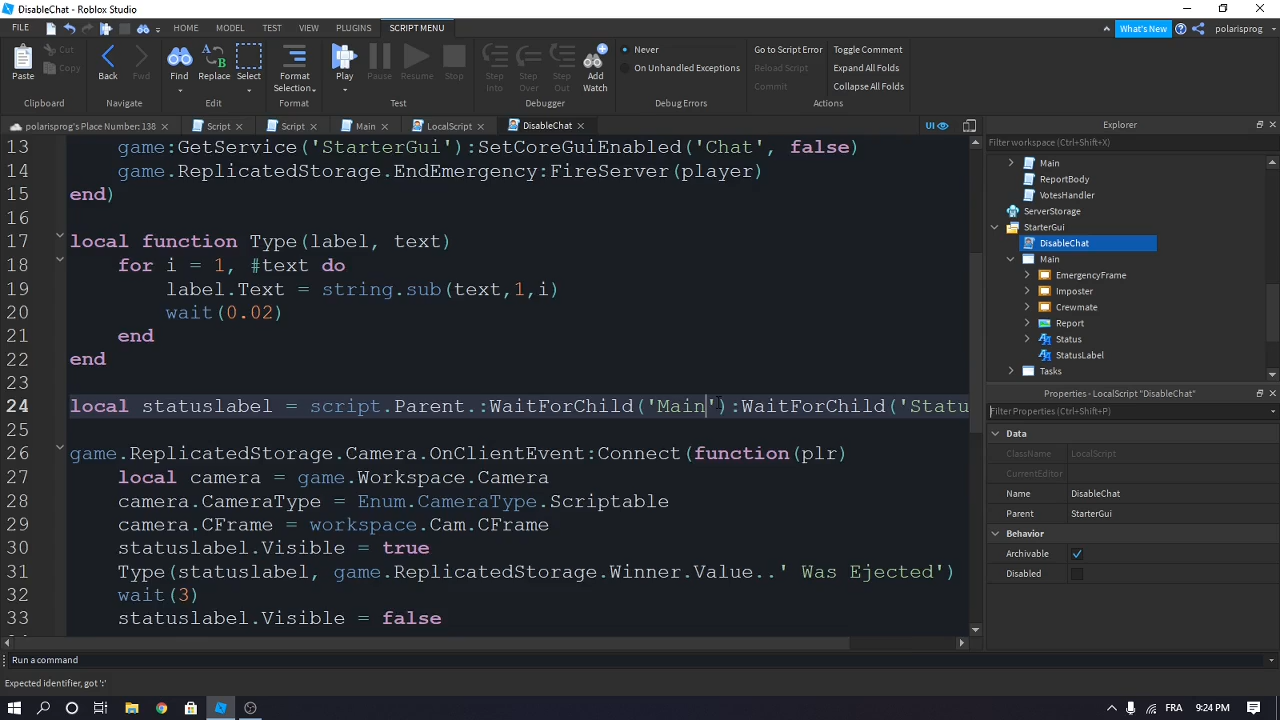 DisableChat - Roblox Studio
FILE HOME MODEL TEST VIEW PLUGINS SCRIPT MENU What's New polarisprog
Paste Cut Copy Back Fwd Find Replace Select Format Selection Play Pause Resume Stop Step Into Step Over Step Out Add Watch Never On Unhandled Exceptions Go to Script Error Reload Script Commit Toggle Comment Expand All Folds Collapse All Folds
Clipboard Navigate Edit Format Test Debugger Debug Errors Actions
polarisprog's Place Number: 138 Script Script Main LocalScript DisableChat UI
13 game:GetService('StarterGui'):SetCoreGuiEnabled('Chat', false)
14 game.ReplicatedStorage.EndEmergency:FireServer(player)
15 end)
16
17 local function Type(label, text)
18 for i = 1, #text do
19 label.Text = string.sub(text,1,i)
20 wait(0.02)
21 end
22 end
23
24 local statuslabel = script.Parent.:WaitForChild('Main'):WaitForChild('Statu
25
26 game.ReplicatedStorage.Camera.OnClientEvent:Connect(function(plr)
27 local camera = game.Workspace.Camera
28 camera.CameraType = Enum.CameraType.Scriptable
29 camera.CFrame = workspace.Cam.CFrame
30 statuslabel.Visible = true
31 Type(statuslabel, game.ReplicatedStorage.Winner.Value..' Was Ejected')
32 wait(3)
33 statuslabel.Visible = false
Explorer
Filter workspace (Ctrl+Shift+X)
Main
ReportBody
VotesHandler
ServerStorage
StarterGui
DisableChat
Main
EmergencyFrame
Imposter
Crewmate
Report
Status
StatusLabel
Tasks
Properties - LocalScript "DisableChat"
Filter Properties (Ctrl+Shift+P)
Data
ClassName LocalScript
CurrentEditor
Name DisableChat
Parent StarterGui
Behavior
Archivable
Disabled
Run a command
Expected identifier, got ':'
FRA 9:24 PM